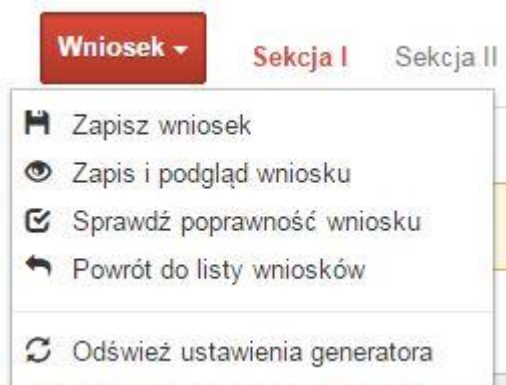 Wniosek Sekcja I Sekcja II
Zapisz wniosek
Zapis i podgląd wniosku
Sprawdź poprawność wniosku
Powrót do listy wniosków
Odśwież ustawienia generatora